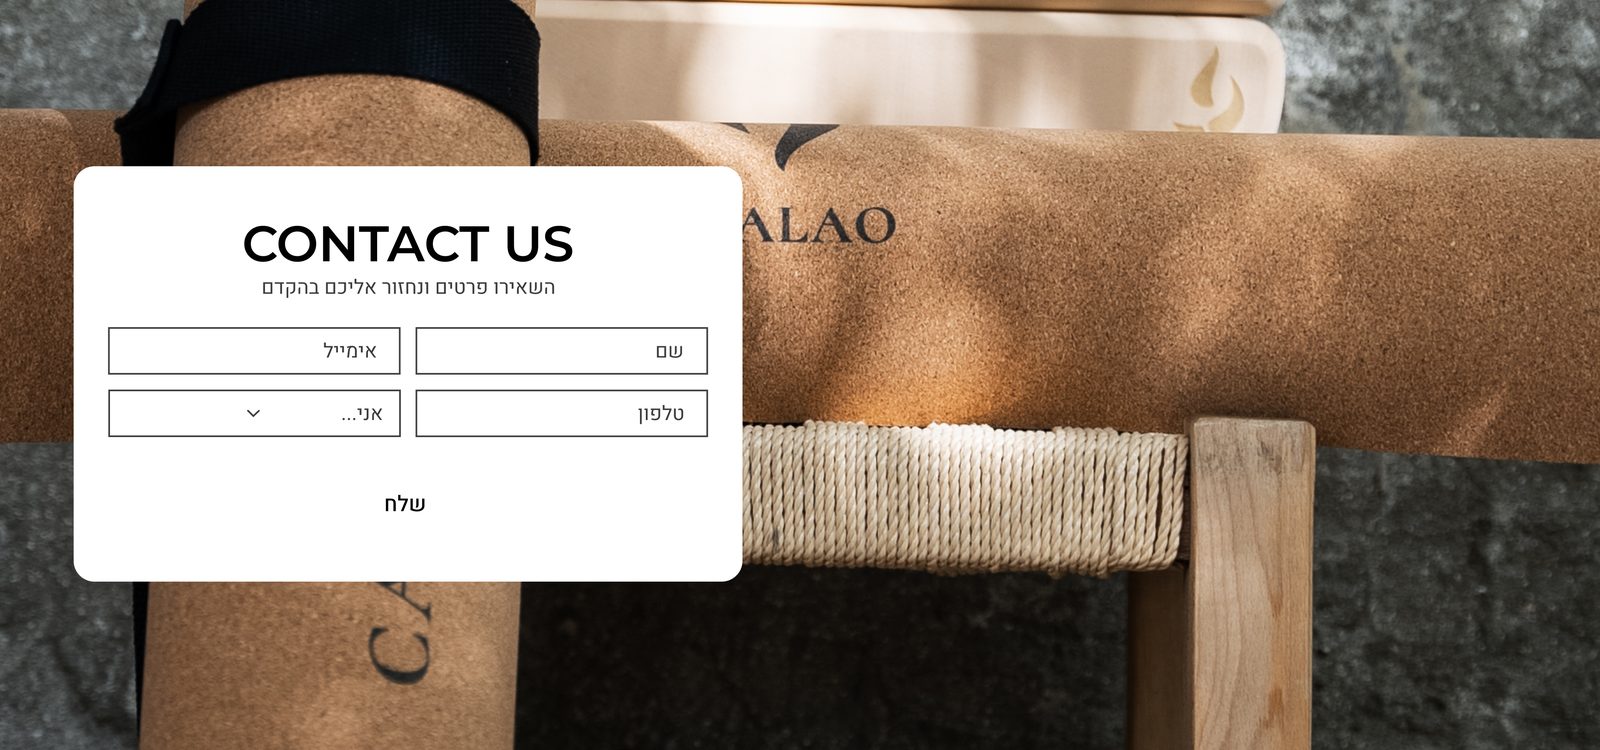 CONTACT US
השאירו פרטים ונחזור אליכם בהקדם
שם
אימייל
טלפון
אני...
שלח
ALAO
CA